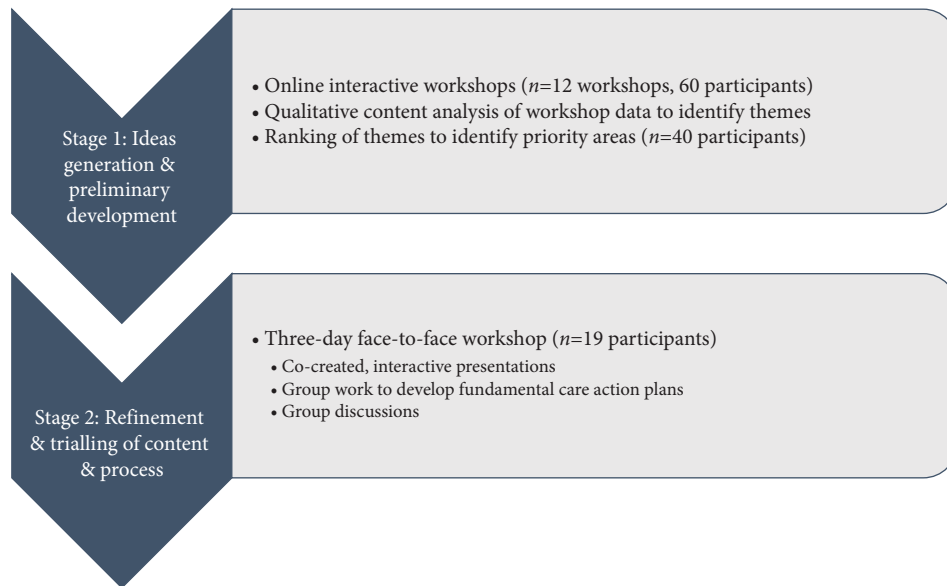 Stage 1: Ideas
generation &
preliminary
development
• Online interactive workshops (n=12 workshops, 60 participants)
• Qualitative content analysis of workshop data to identify themes
• Ranking of themes to identify priority areas (n=40 participants)
Stage 2: Refinement
& trialling of content
& process
• Three-day face-to-face workshop (n=19 participants)
• Co-created, interactive presentations
• Group work to develop fundamental care action plans
• Group discussions